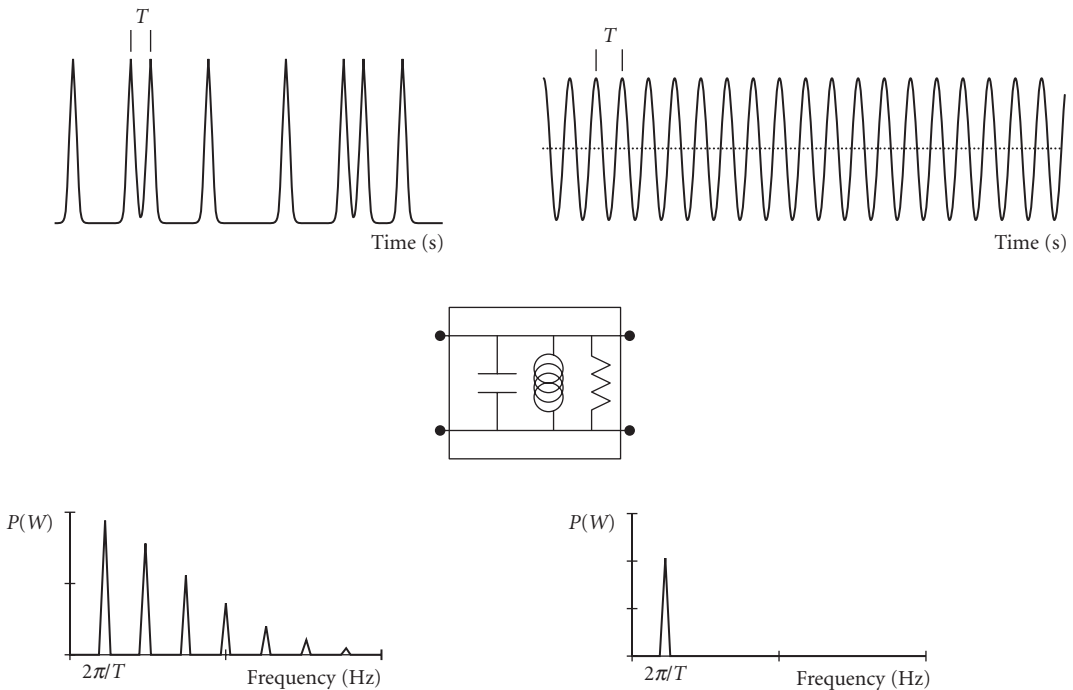 T
T
Time (s)
Time (s)
P(W)
2π/T
Frequency (Hz)
P(W)
2π/T
Frequency (Hz)